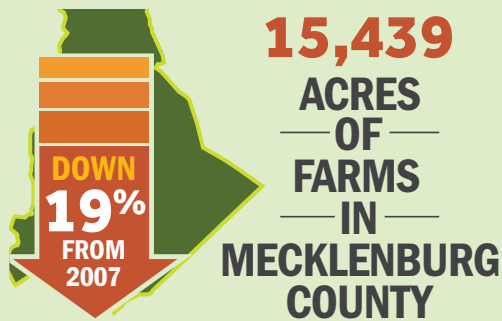 15,439
ACRES
OF
FARMS
IN
MECKLENBURG
COUNTY
DOWN
19%
FROM
2007